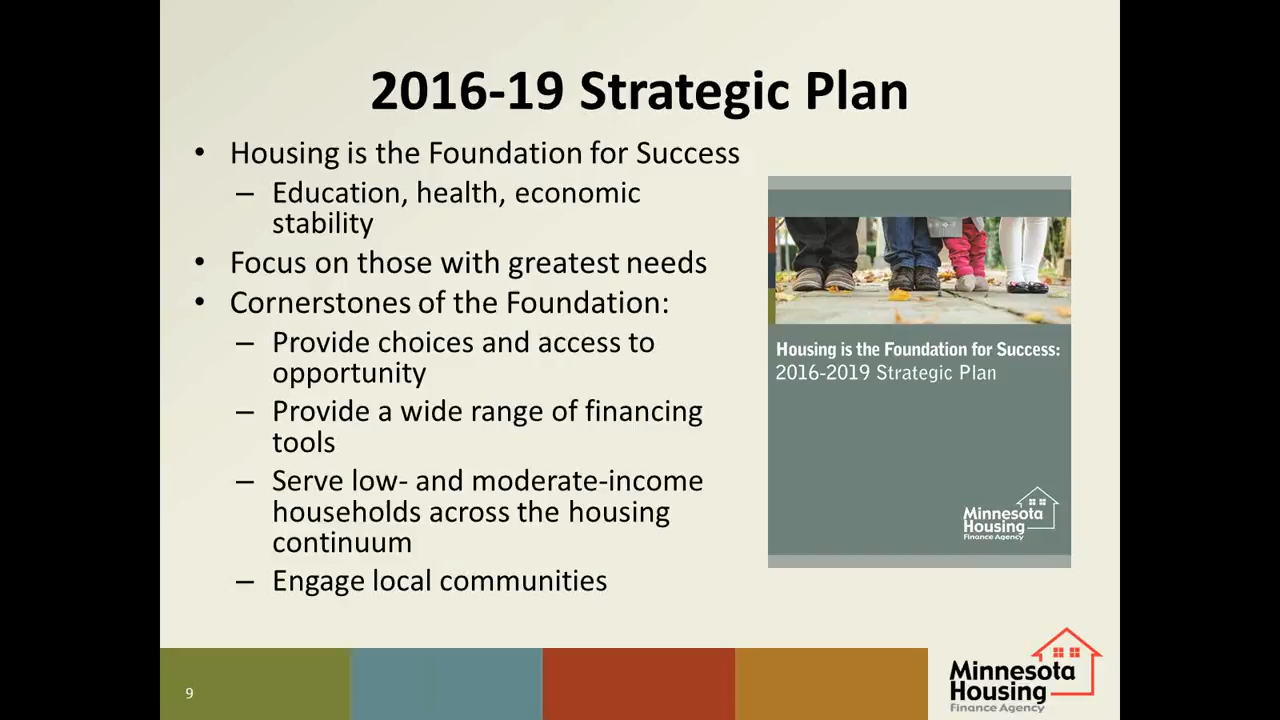 2016-19 Strategic Plan
• Housing is the Foundation for Success
– Education, health, economic
stability
• Focus on those with greatest needs
• Cornerstones of the Foundation:
– Provide choices and access to
opportunity
– Provide a wide range of financing
tools
– Serve low- and moderate-income
households across the housing
continuum
– Engage local communities
Housing is the Foundation for Success:
2016-2019 Strategic Plan
Minnesota
Housing
Finance Agency
9
Minnesota
Housing
Finance Agency